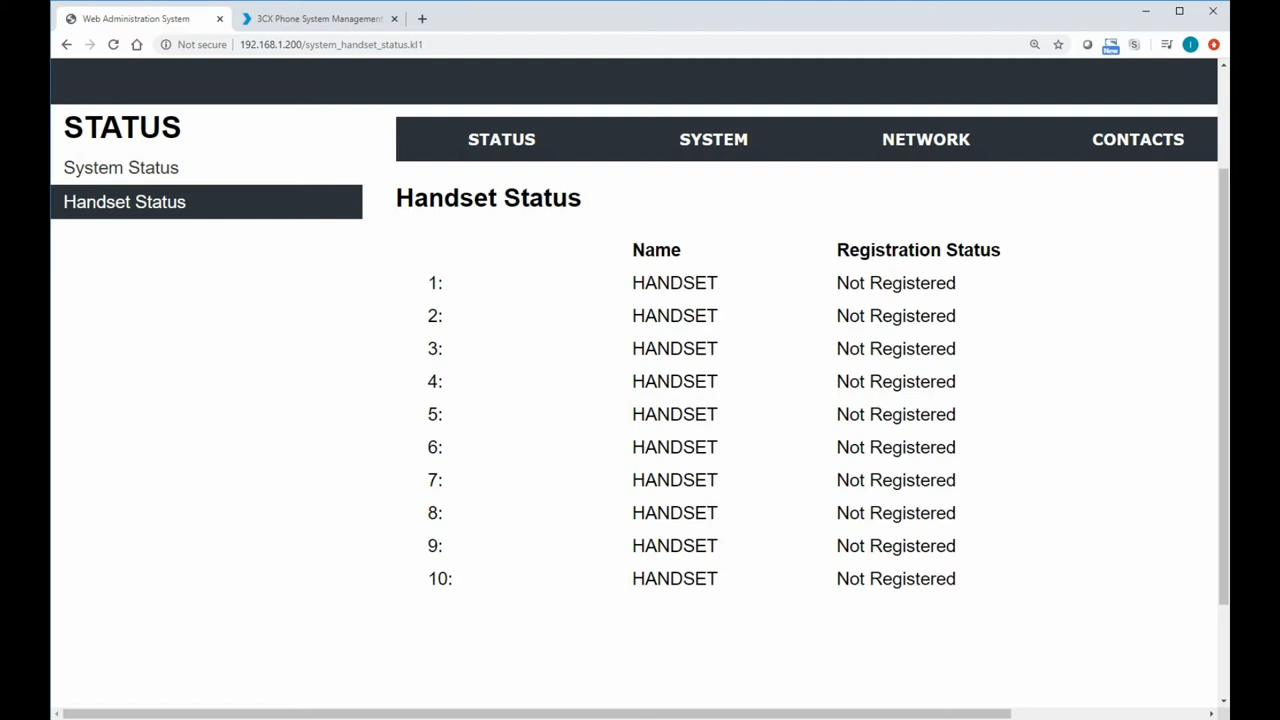 Web Administration System
3CX Phone System Management
Not secure
192.168.1.200/system_handset_status.kl1
New
S
I
STATUS
System Status
Handset Status
STATUS SYSTEM NETWORK CONTACTS
Handset Status
Name Registration Status
1: HANDSET Not Registered
2: HANDSET Not Registered
3: HANDSET Not Registered
4: HANDSET Not Registered
5: HANDSET Not Registered
6: HANDSET Not Registered
7: HANDSET Not Registered
8: HANDSET Not Registered
9: HANDSET Not Registered
10: HANDSET Not Registered